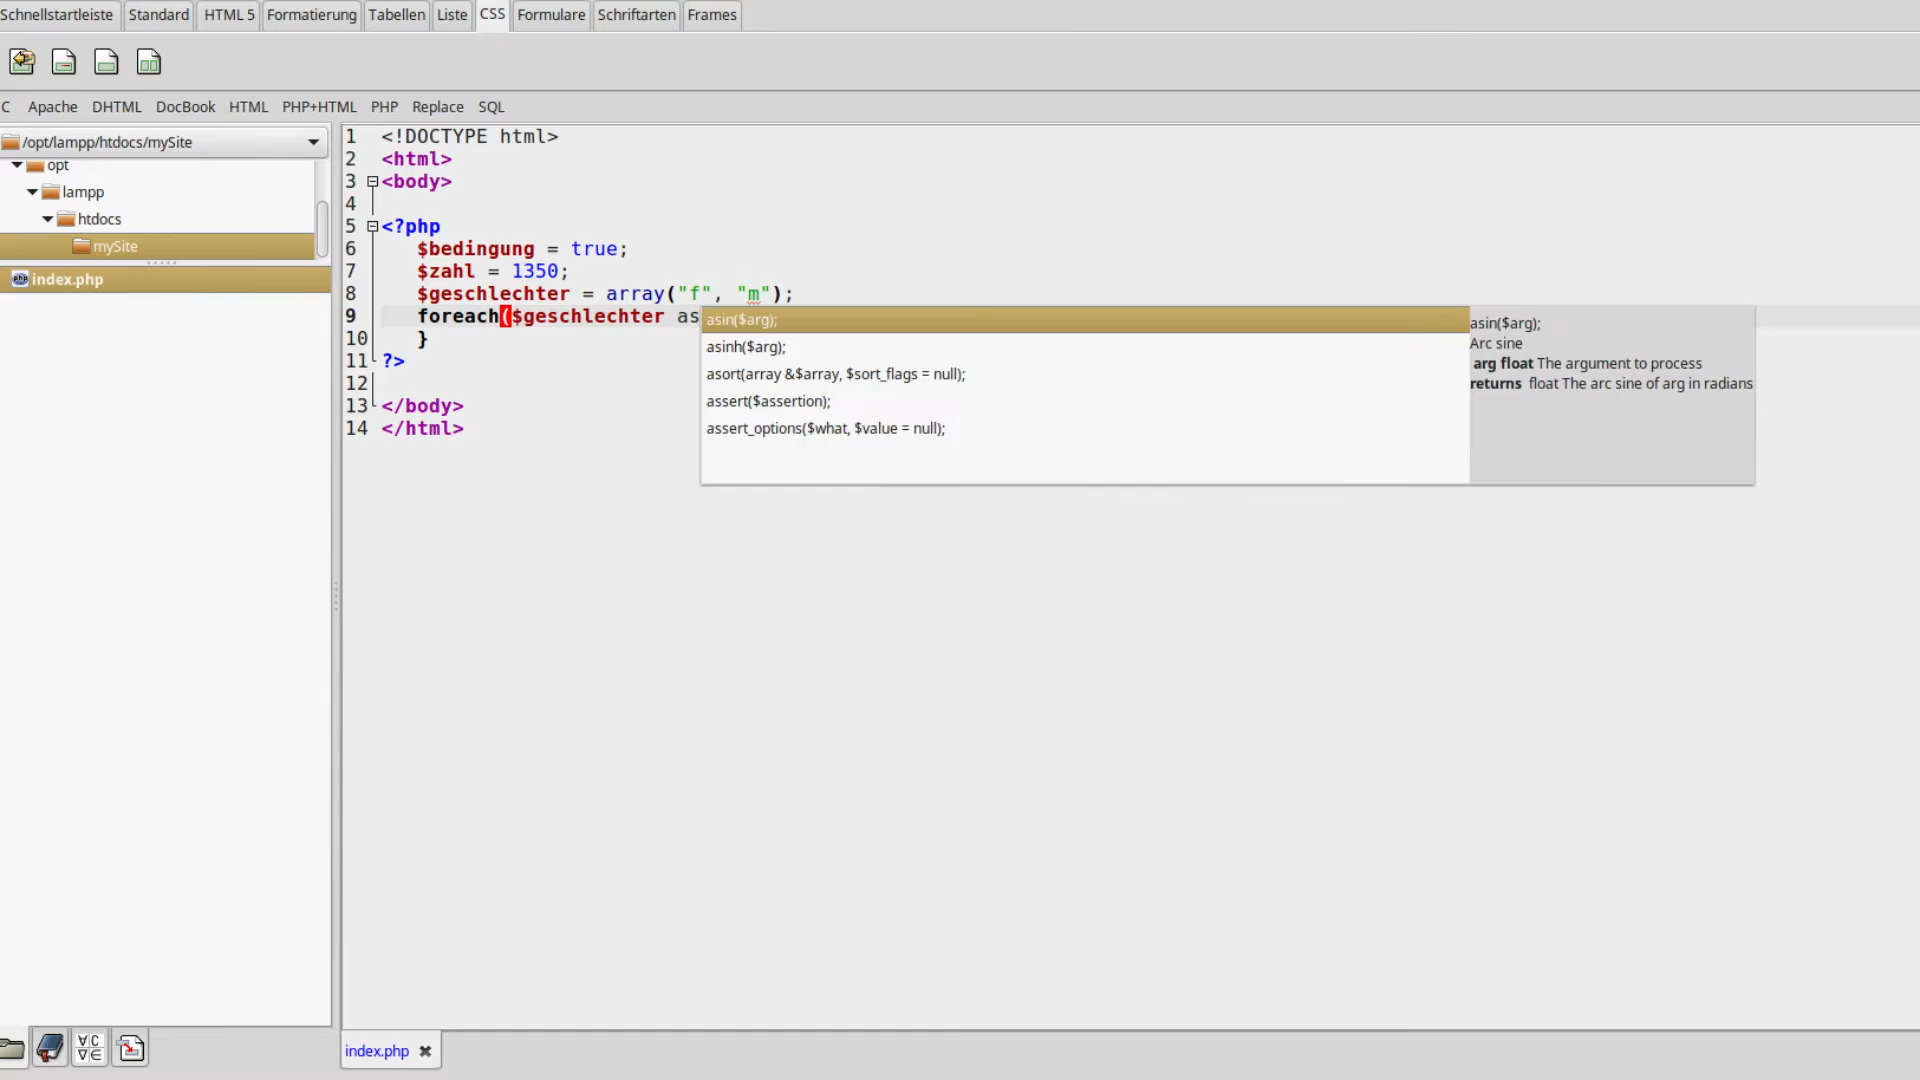 Schnellstartleiste Standard HTML 5 Formatierung Tabellen Liste CSS Formulare Schriftarten Frames
C Apache DHTML DocBook HTML PHP+HTML PHP Replace SQL
/opt/lampp/htdocs/mySite
opt
lampp
htdocs
mySite
index.php
1 <!DOCTYPE html>
2 <html>
3 <body>
4
5 <?php
6 $bedingung = true;
7 $zahl = 1350;
8 $geschlechter = array("f", "m");
9 foreach($geschlechter as
10 }
11 ?>
12
13 </body>
14 </html>
asin($arg);
asinh($arg);
asort(array &$array, $sort_flags = null);
assert($assertion);
assert_options($what, $value = null);
asin($arg);
Arc sine
arg float The argument to process
returns float The arc sine of arg in radians
∀C
∇∈
index.php